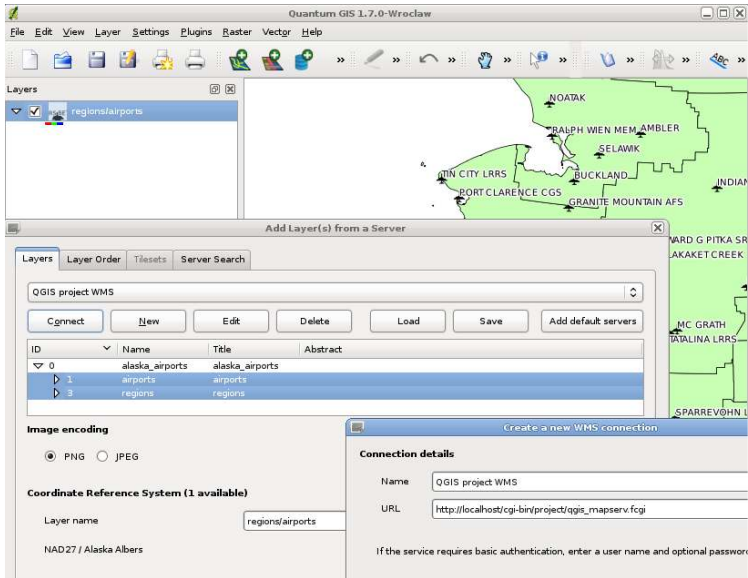 Quantum GIS 1.7.0-Wroclaw
File Edit View Layer Settings Plugins Raster Vector Help
» » » » » » ABC »
Layers
regions/airports
NOATAK
RALPH WIEN MEM AMBLER
SELAWIK
TIN CITY LRRS BUCKLAND
INDIAN
PORT CLARENCE CGS
GRANITE MOUNTAIN AFS
Add Layer(s) from a Server
WARD G PITKA SR
Layers Layer Order Tilesets Server Search
AKAKET CREEK
QGIS project WMS
Connect New Edit Delete Load Save Add default servers
MC GRATH
TATALINA LRRS
ID Name Title Abstract
0 alaska_airports alaska_airports
1 airports airports
3 regions regions
SPARREVOHN L
Image encoding
Create a new WMS connection
PNG JPEG
Connection details
Name QGIS project WMS
Coordinate Reference System (1 available)
URL http://localhost/cgi-bin/project/qgis_mapserv.fcgi
Layer name regions/airports
NAD27 / Alaska Albers
If the service requires basic authentication, enter a user name and optional password